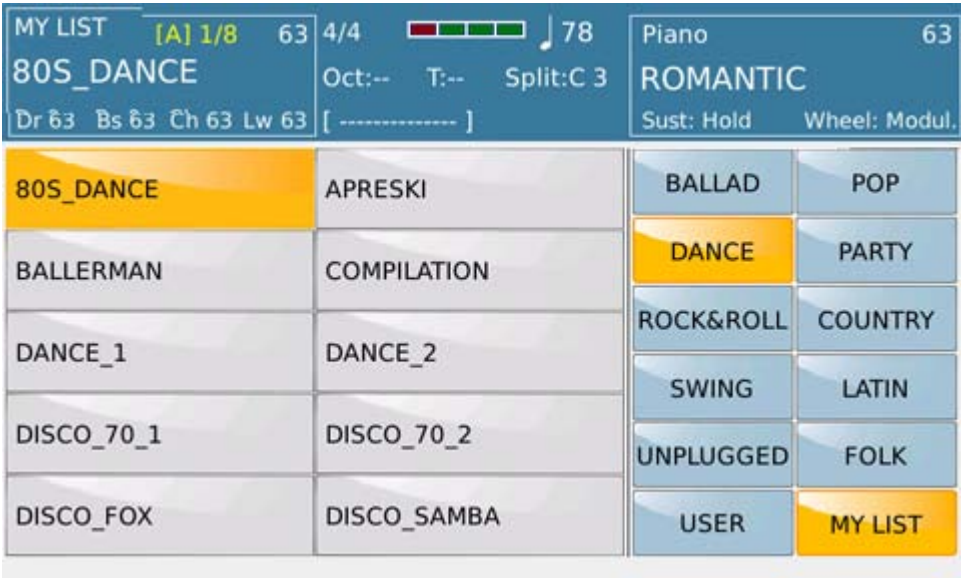 MY LIST [A] 1/8 63
80S_DANCE
Dr 63 Bs 63 Ch 63 Lw 63
4/4 78
Oct:-- T:-- Split:C 3
[ -------------- ]
Piano 63
ROMANTIC
Sust: Hold Wheel: Modul.
80S_DANCE APRESKI
BALLERMAN COMPILATION
DANCE_1 DANCE_2
DISCO_70_1 DISCO_70_2
DISCO_FOX DISCO_SAMBA
BALLAD POP
DANCE PARTY
ROCK&ROLL COUNTRY
SWING LATIN
UNPLUGGED FOLK
USER MY LIST